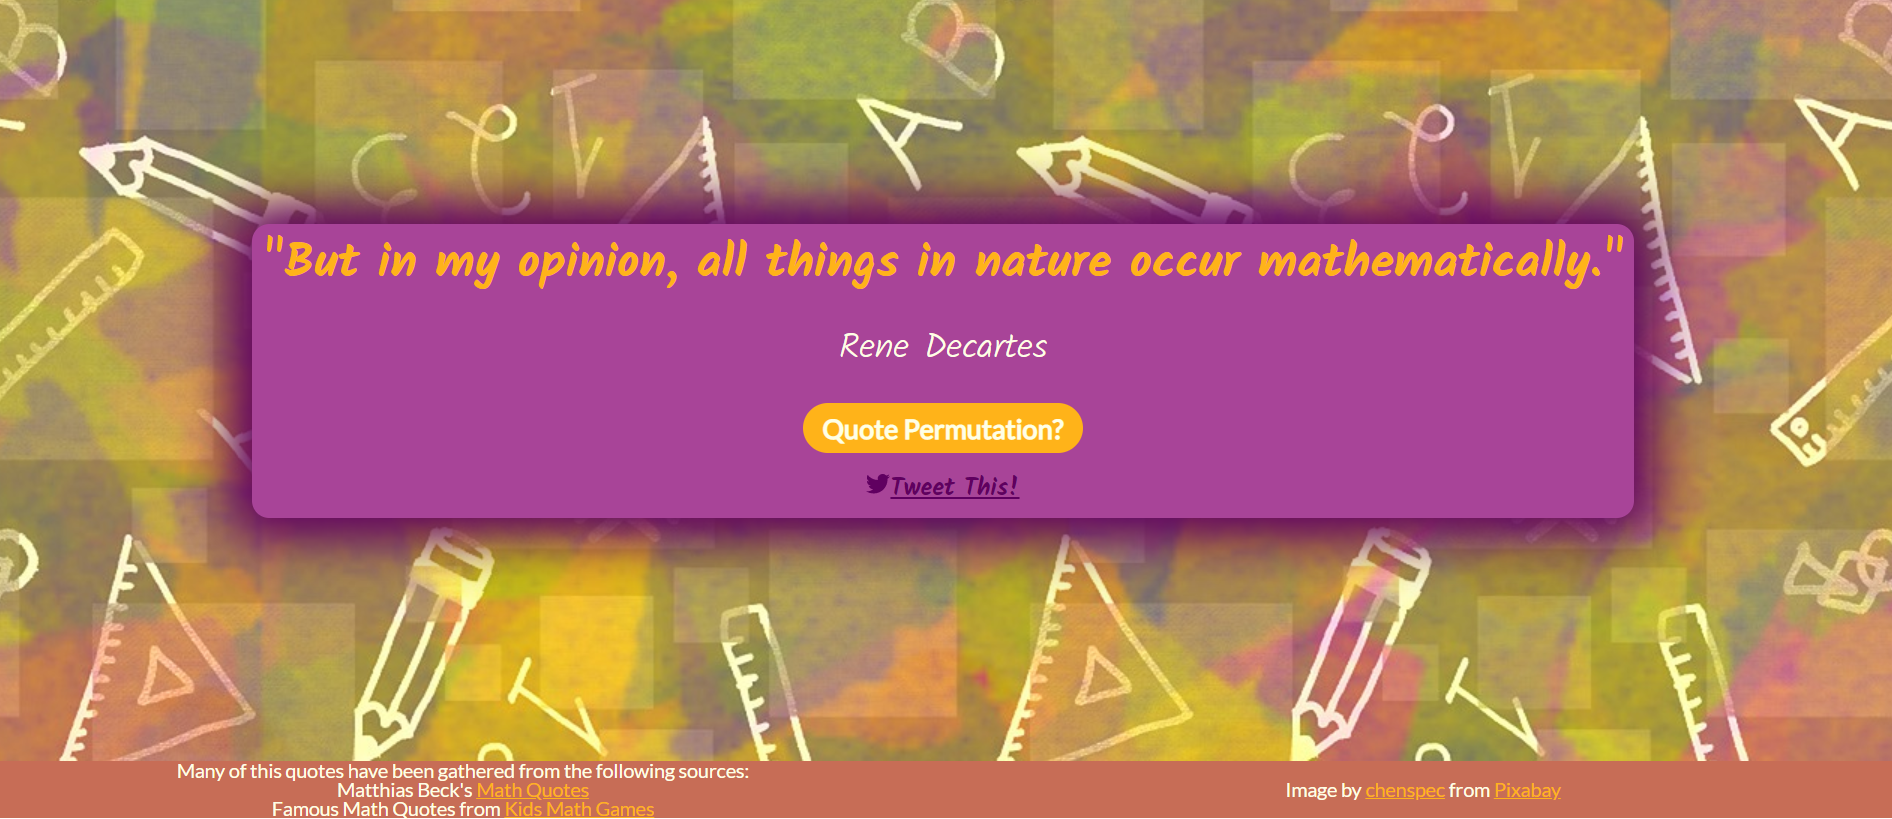 "But in my opinion, all things in nature occur mathematically."
Rene Decartes
Quote Permutation?
Tweet This!
Many of this quotes have been gathered from the following sources:
Matthias Beck's Math Quotes
Famous Math Quotes from Kids Math Games
Image by chenspec from Pixabay